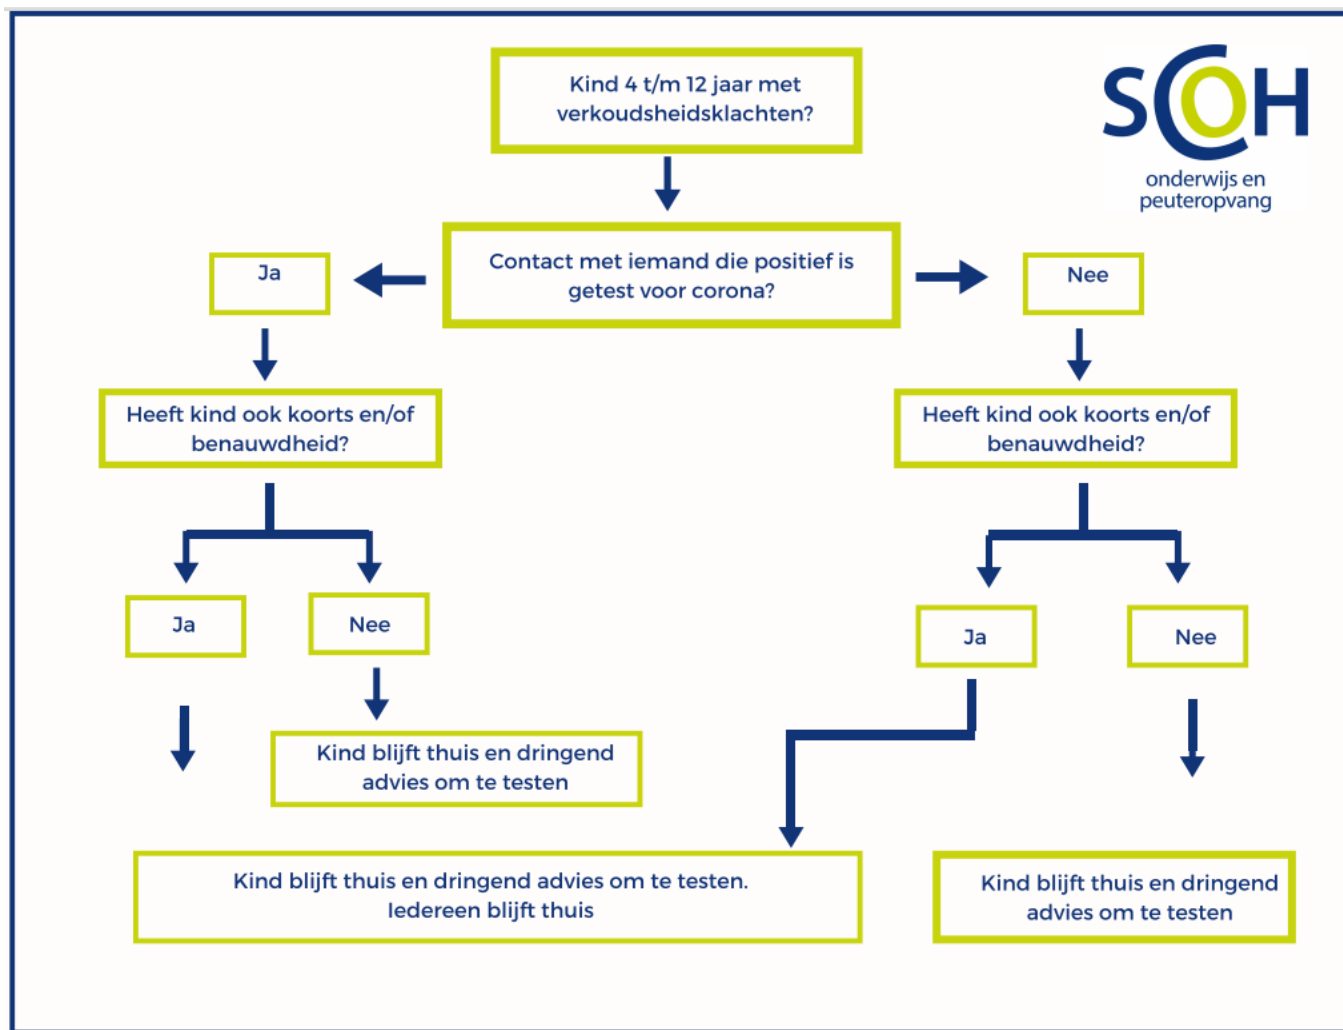 Kind 4 t/m 12 jaar met
verkoudsheidsklachten?
SCOH
onderwijs en
peuteropvang
Contact met iemand die positief is
getest voor corona?
Ja
Nee
Heeft kind ook koorts en/of
benauwdheid?
Heeft kind ook koorts en/of
benauwdheid?
Ja
Nee
Ja
Nee
Kind blijft thuis en dringend
advies om te testen
Kind blijft thuis en dringend advies om te testen.
Iedereen blijft thuis
Kind blijft thuis en dringend
advies om te testen